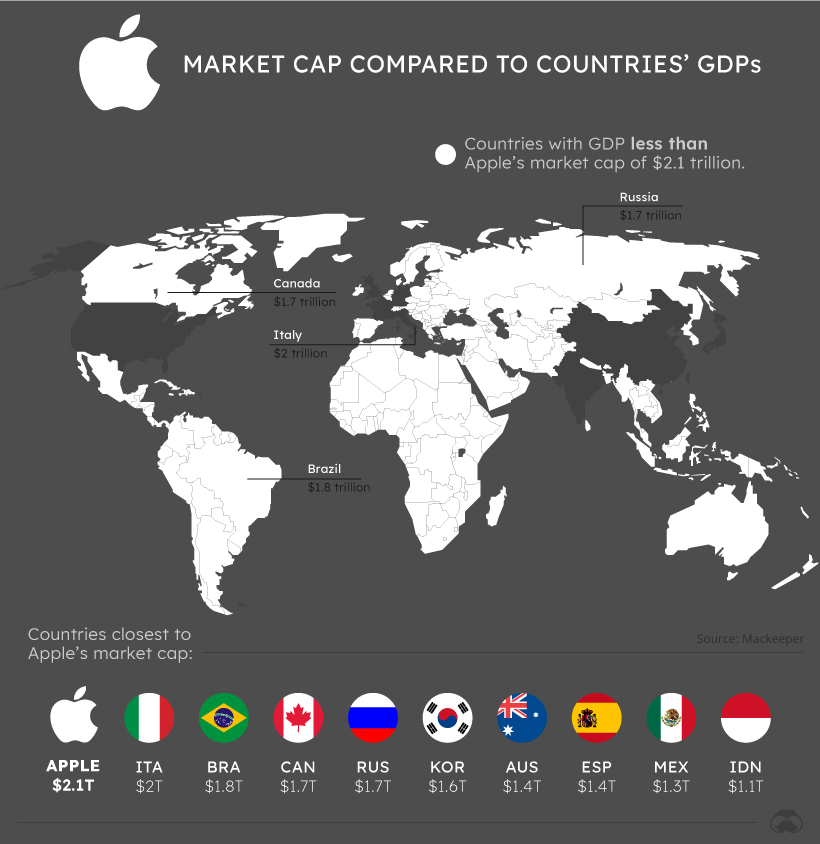 MARKET CAP COMPARED TO COUNTRIES' GDPs
Countries with GDP less than
Apple's market cap of $2.1 trillion.
Russia
$1.7 trillion
Canada
$1.7 trillion
Italy
$2 trillion
Brazil
$1.8 trillion
Countries closest to
Apple's market cap:
Source: Mackeeper
APPLE ITA BRA CAN RUS KOR AUS ESP MEX IDN
$2.1T $2T $1.8T $1.7T $1.7T $1.6T $1.4T $1.4T $1.3T $1.1T